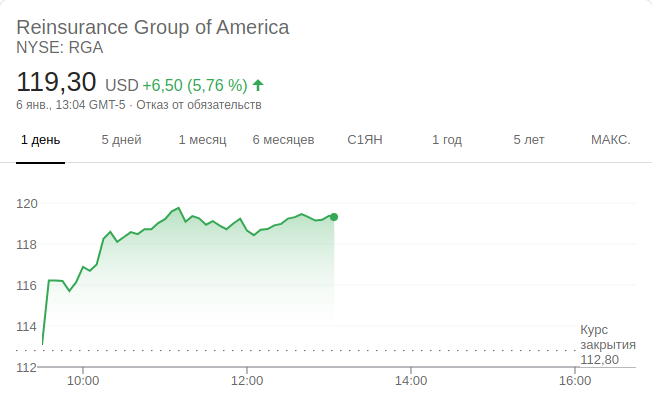 Reinsurance Group of America
NYSE: RGA
119,30 USD +6,50 (5,76 %)
6 янв., 13:04 GMT-5 · Отказ от обязательств
1 день 5 дней 1 месяц 6 месяцев С1ЯН 1 год 5 лет МАКС.
120
118
116
114
Курс
закрытия
112,80
112
10:00 12:00 14:00 16:00